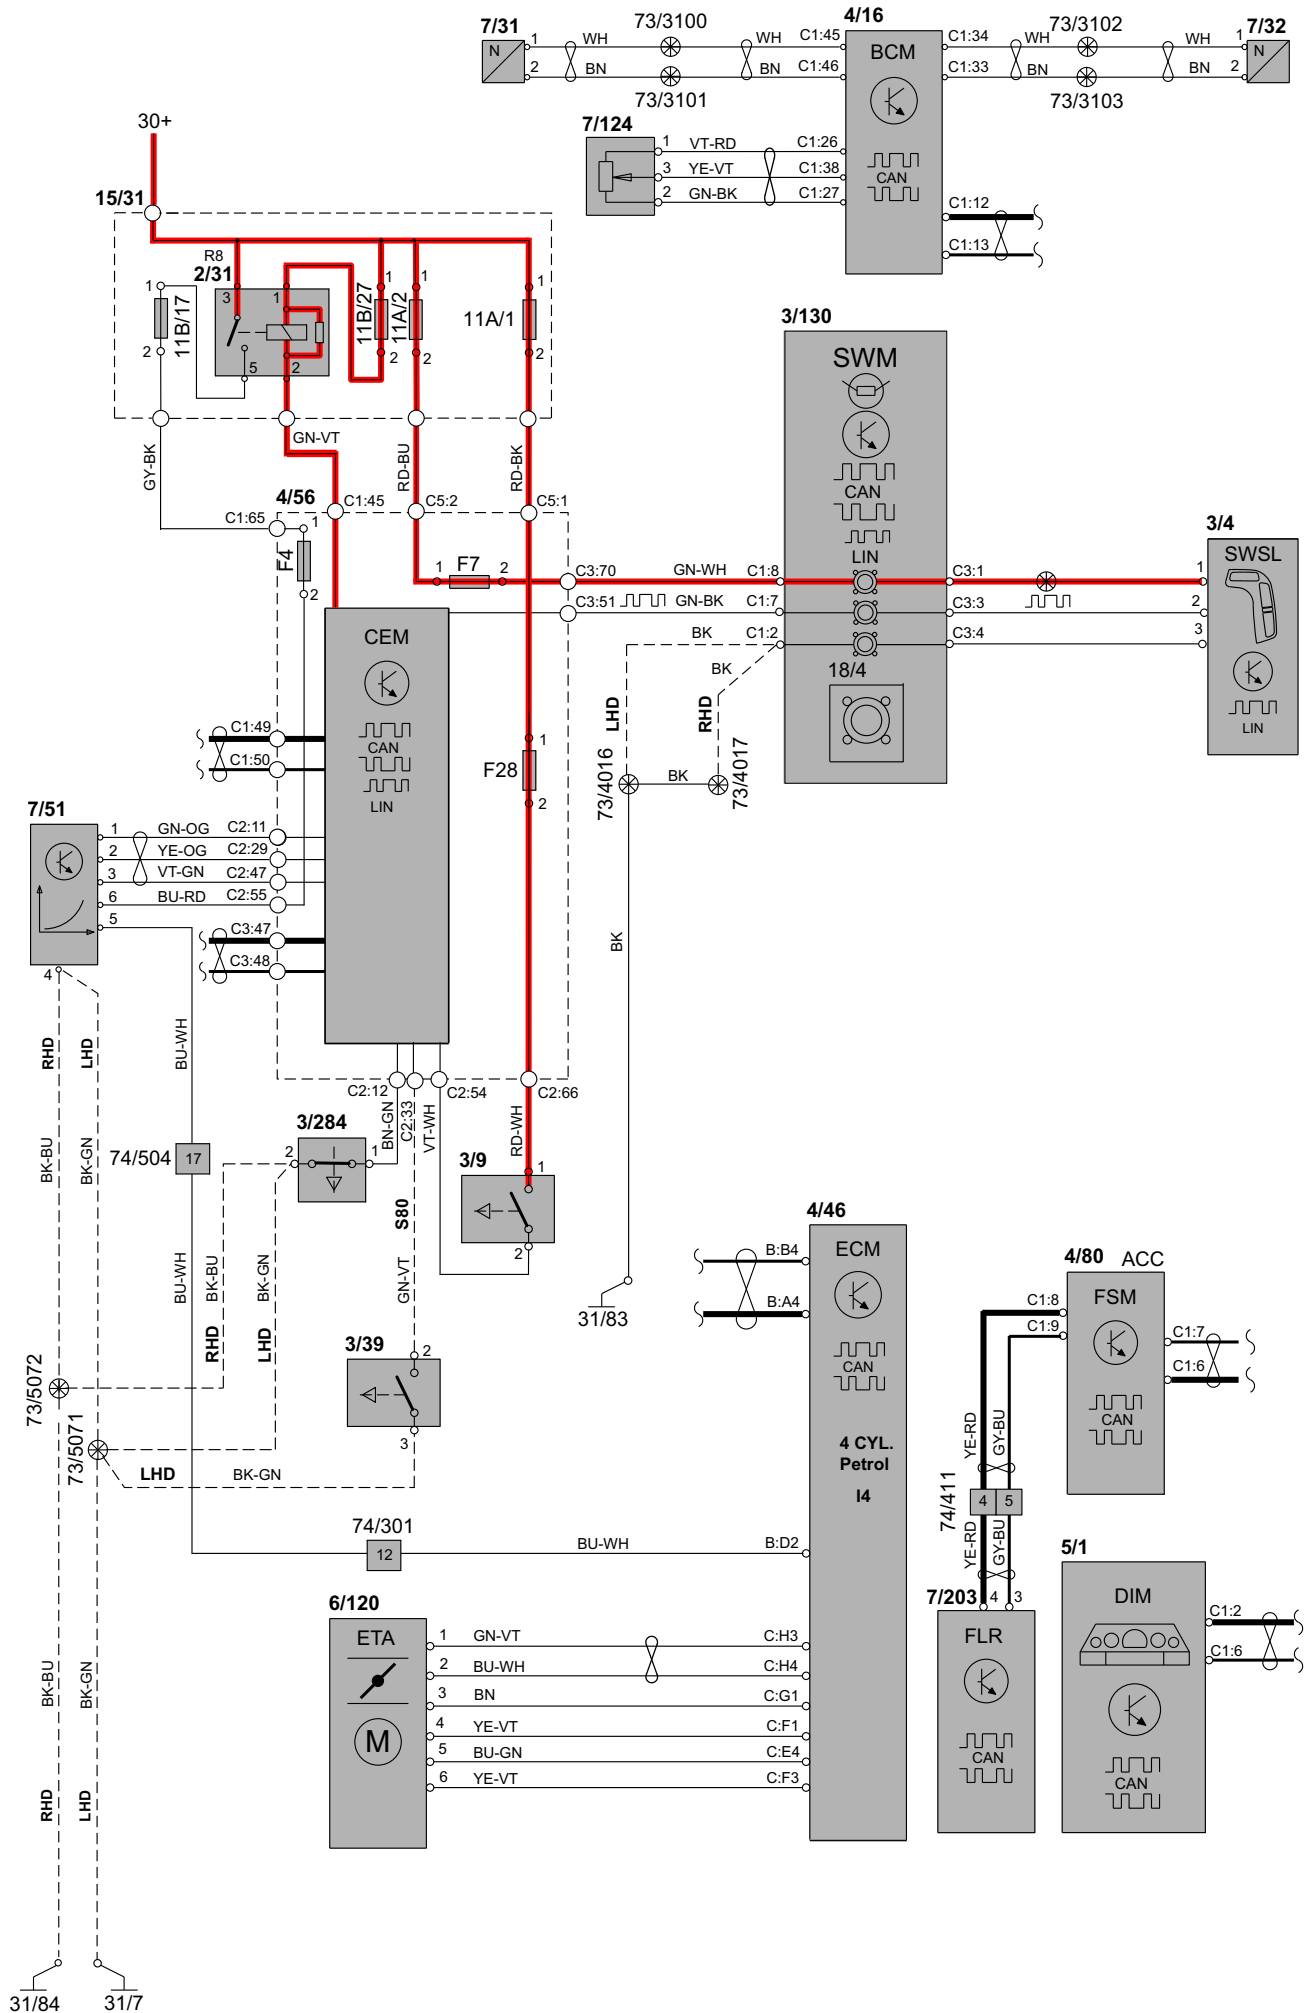 7/31
73/3100
4/16
73/3102
7/32
N
1
WH
WH
C1:45
BCM
C1:34
WH
WH
1
N
2
BN
BN
C1:46
C1:33
BN
BN
2
73/3101
73/3103
7/124
1
VT-RD
C1:26
3
YE-VT
C1:38
2
GN-BK
C1:27
CAN
C1:12
C1:13
30+
15/31
R8
2/31
1
11B/17
2
3
1
5
2
1
11B/27
2
1
11A/2
2
11A/1
1
2
GY-BK
GN-VT
RD-BU
RD-BK
4/56
C1:45
C5:2
C5:1
C1:65
1
F4
2
1
F7
2
C3:70
GN-WH
C1:8
C3:51
GN-BK
C1:7
BK
C1:2
BK
3/130
SWM
CAN
LIN
C3:1
C3:3
C3:4
18/4
3/4
SWSL
1
2
3
LIN
LHD
RHD
73/4016
BK
73/4017
BK
31/83
CEM
CAN
LIN
C1:49
C1:50
F28
1
2
7/51
1
GN-OG
C2:11
2
YE-OG
C2:29
3
VT-GN
C2:47
6
BU-RD
C2:55
5
4
C3:47
C3:48
RHD
LHD
BU-WH
BK-BU
BK-GN
74/504
17
C2:12
C2:33
C2:54
C2:66
BN-GN
VT-WH
RD-WH
3/284
2
1
3/9
1
2
S80
GN-VT
BU-WH
BK-BU
BK-GN
RHD
LHD
3/39
2
3
73/5072
73/5071
LHD
BK-GN
74/301
12
BU-WH
B:D2
4/46
ECM
B:B4
B:A4
CAN
4 CYL.
Petrol
I4
4/80
ACC
FSM
C1:8
C1:9
C1:7
C1:6
CAN
YE-RD
GY-BU
74/411
4
5
YE-RD
GY-BU
7/203
4
3
FLR
CAN
5/1
DIM
C1:2
C1:6
CAN
6/120
ETA
M
1
GN-VT
C:H3
2
BU-WH
C:H4
3
BN
C:G1
4
YE-VT
C:F1
5
BU-GN
C:E4
6
YE-VT
C:F3
BK-BU
BK-GN
RHD
LHD
31/84
31/7